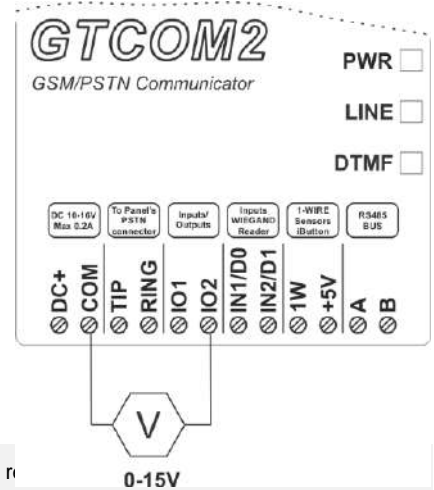 GTCOM2
GSM/PSTN Communicator
PWR
LINE
DTMF
DC 10-16V
Max 0.2A
To Panel's
PSTN
connector
Inputs/
Outputs
Inputs
WIEGAND
Reader
1-WIRE
Sensors
iButton
RS485
BUS
DC+
COM
TIP
RING
IO1
IO2
IN1/D0
IN2/D1
1W
+5V
A
B
V
0-15V